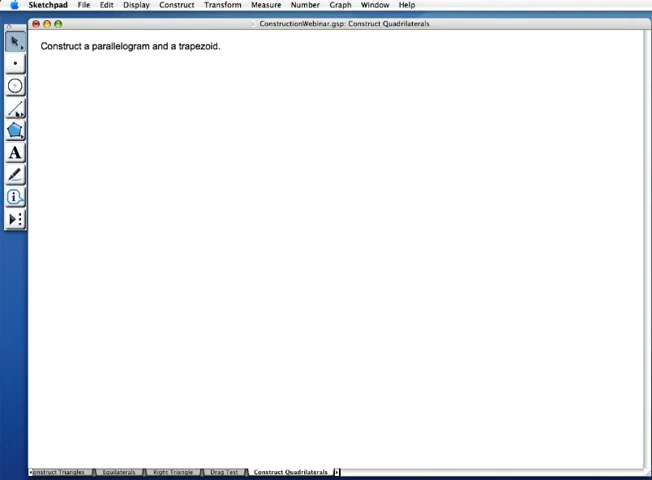 Sketchpad File Edit Display Construct Transform Measure Number Graph Window Help
ConstructionWebinar.gsp: Construct Quadrilaterals
Construct a parallelogram and a trapezoid.
A
onstruct Triangles Equilaterals Right Triangle Drag Test Construct Quadrilaterals